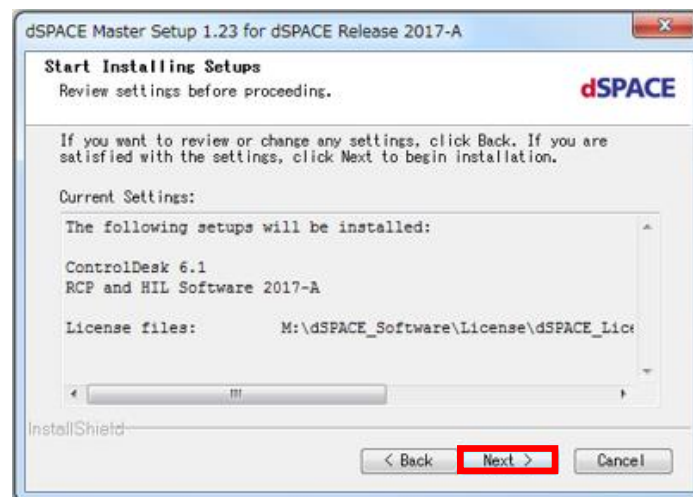 dSPACE Master Setup 1.23 for dSPACE Release 2017-A
Start Installing Setups
Review settings before proceeding.
dSPACE
If you want to review or change any settings, click Back. If you are
satisfied with the settings, click Next to begin installation.
Current Settings:
The following setups will be installed:
ControlDesk 6.1
RCP and HIL Software 2017-A
License files: M:\dSPACE_Software\License\dSPACE_Lice
InstallShield
< Back Next > Cancel